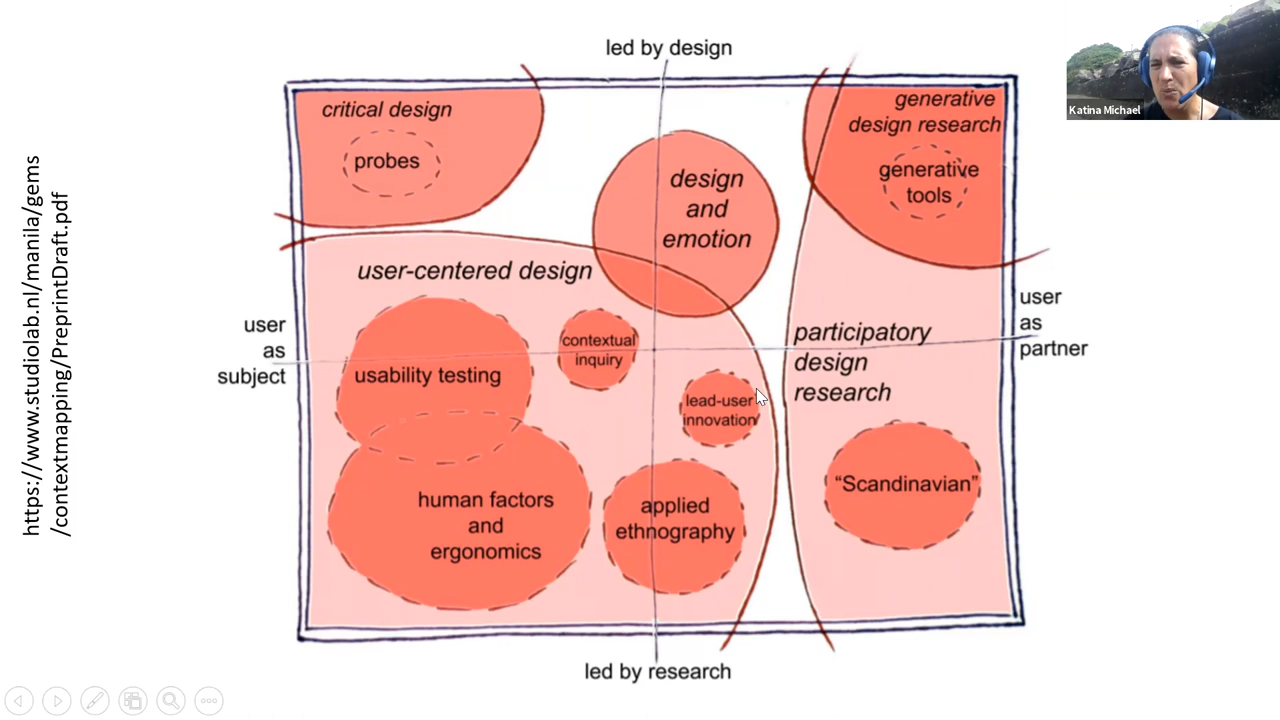 led by design
Katina Michael
critical design
probes
generative
design research
generative
tools
design
and
emotion
user-centered design
user
as
subject
user
as
partner
contextual
inquiry
participatory
design
research
usability testing
lead-user
innovation
"Scandinavian"
human factors
and
ergonomics
applied
ethnography
led by research
https://www.studiolab.nl/manila/gems
/contextmapping/PreprintDraft.pdf